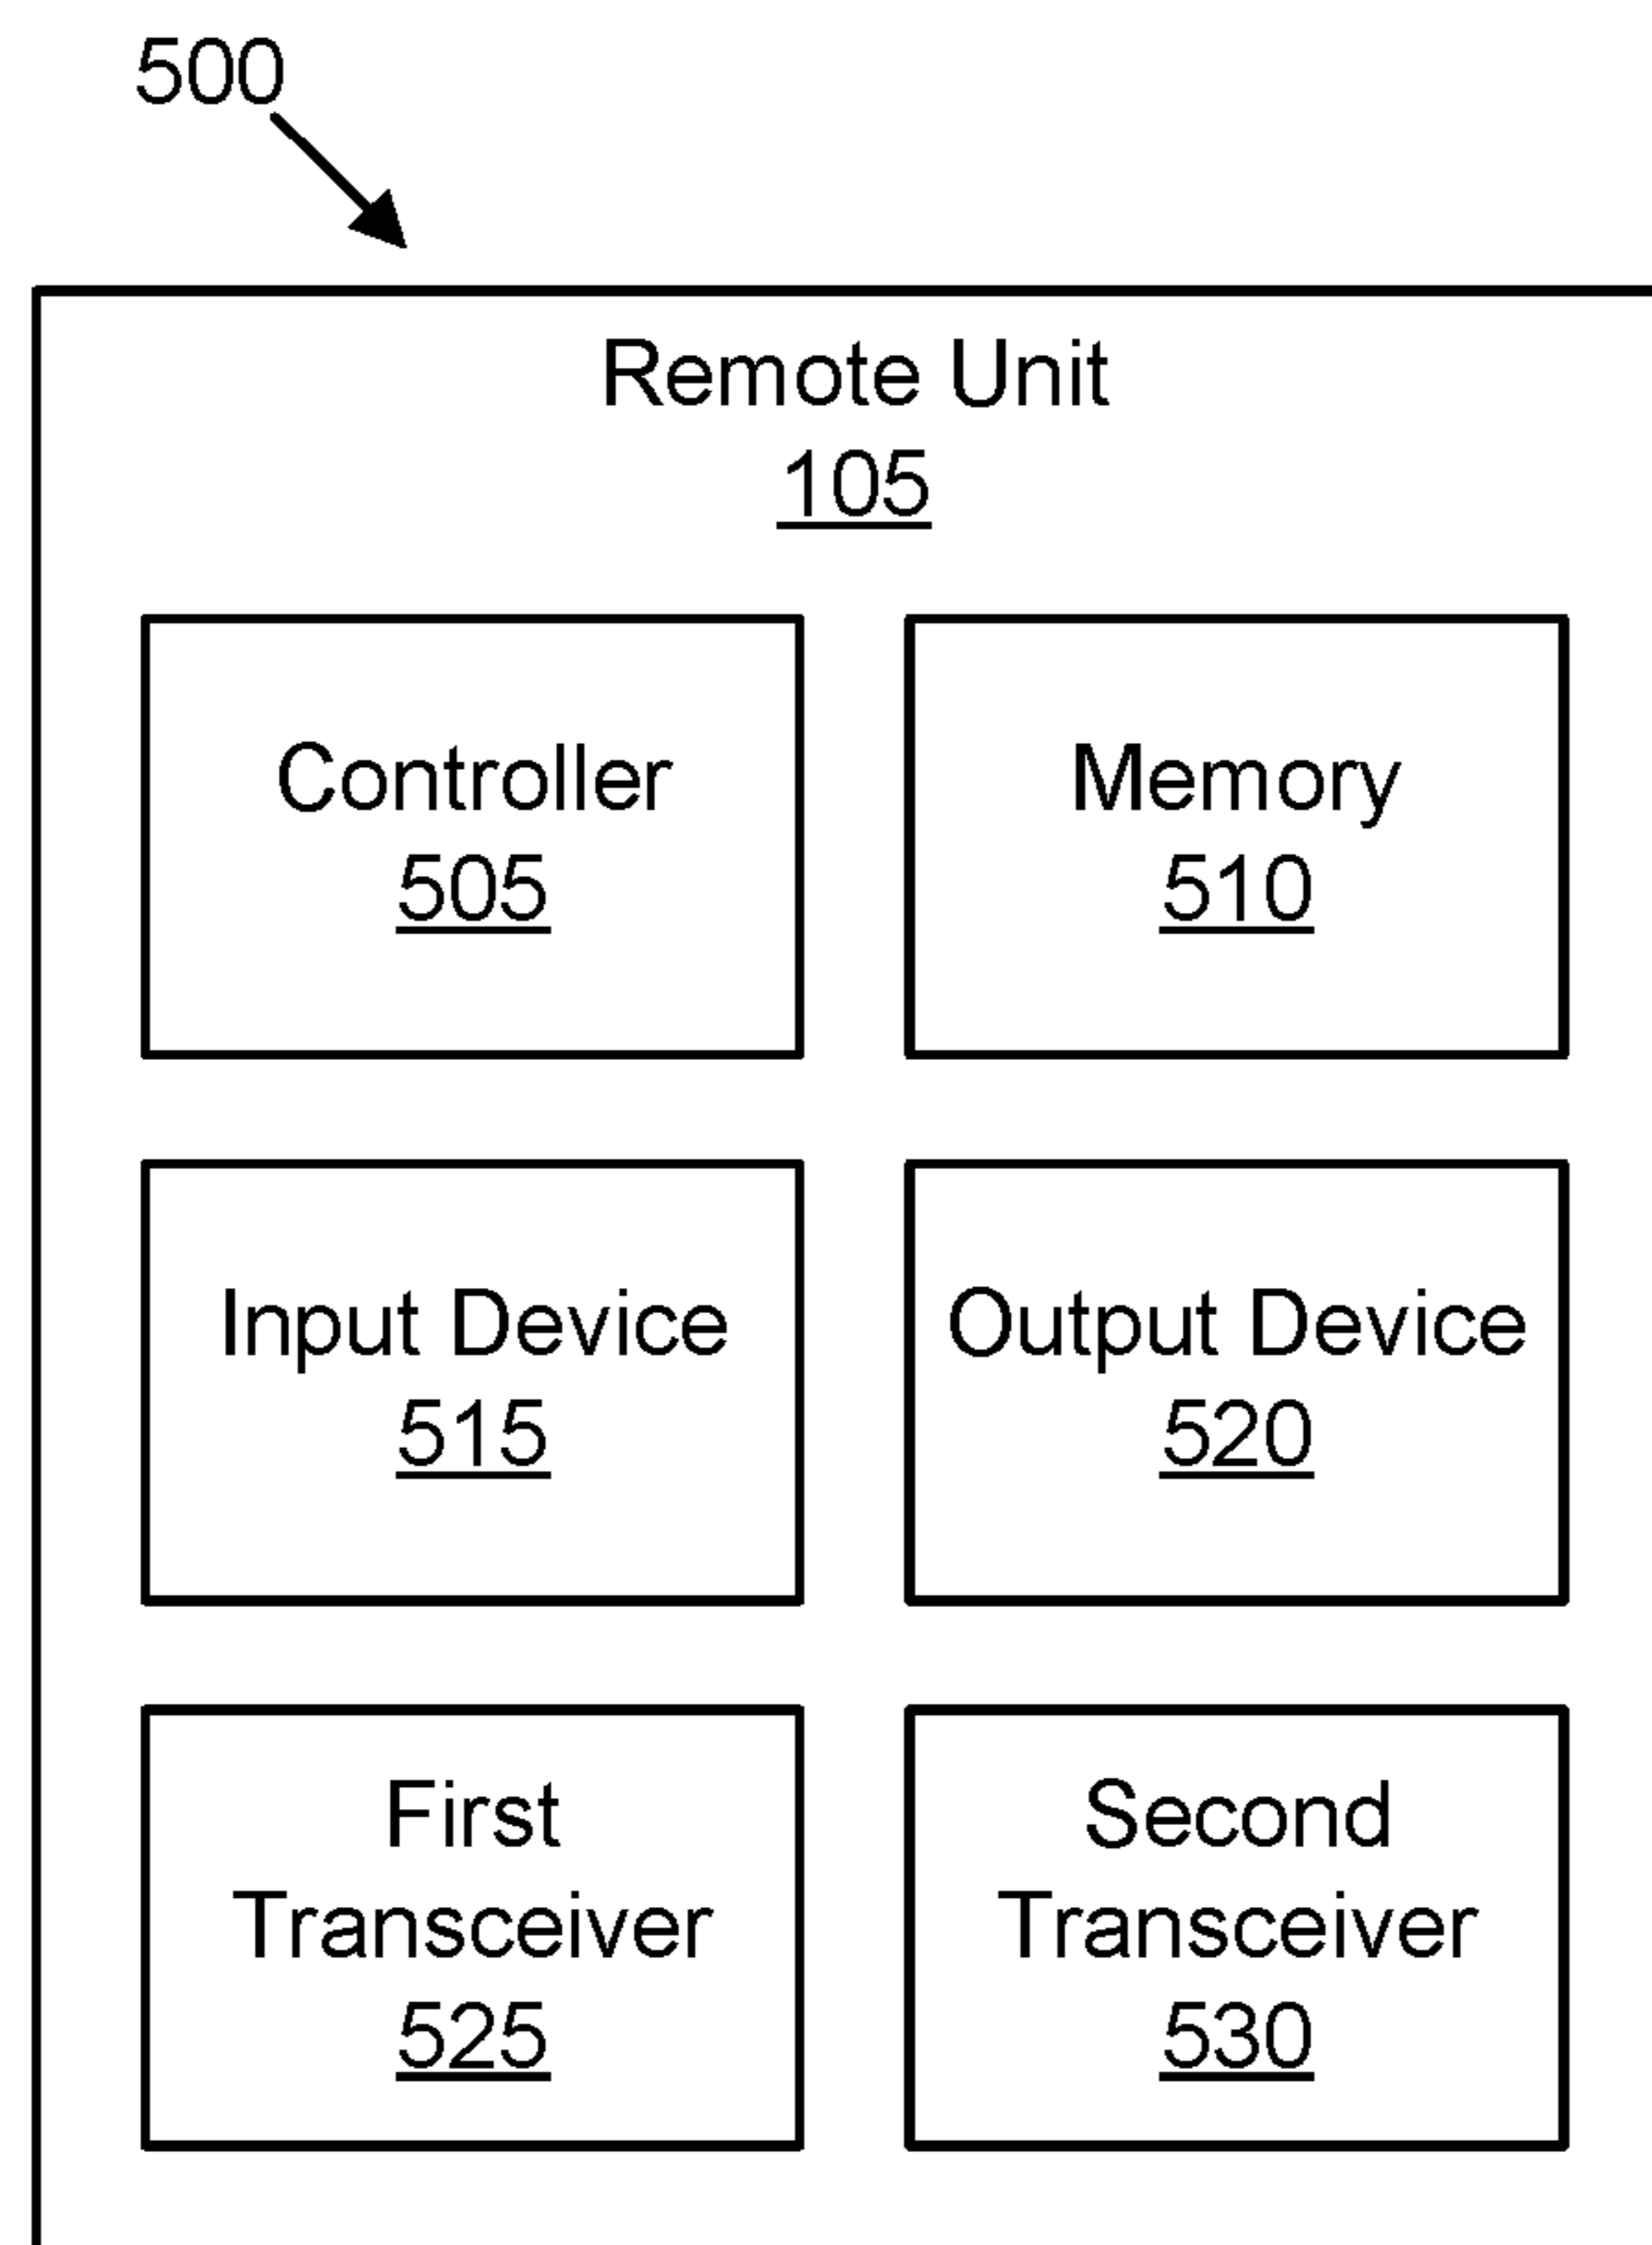 500
Remote Unit
105
Controller
505
Memory
510
Input Device
515
Output Device
520
First
Transceiver
525
Second
Transceiver
530